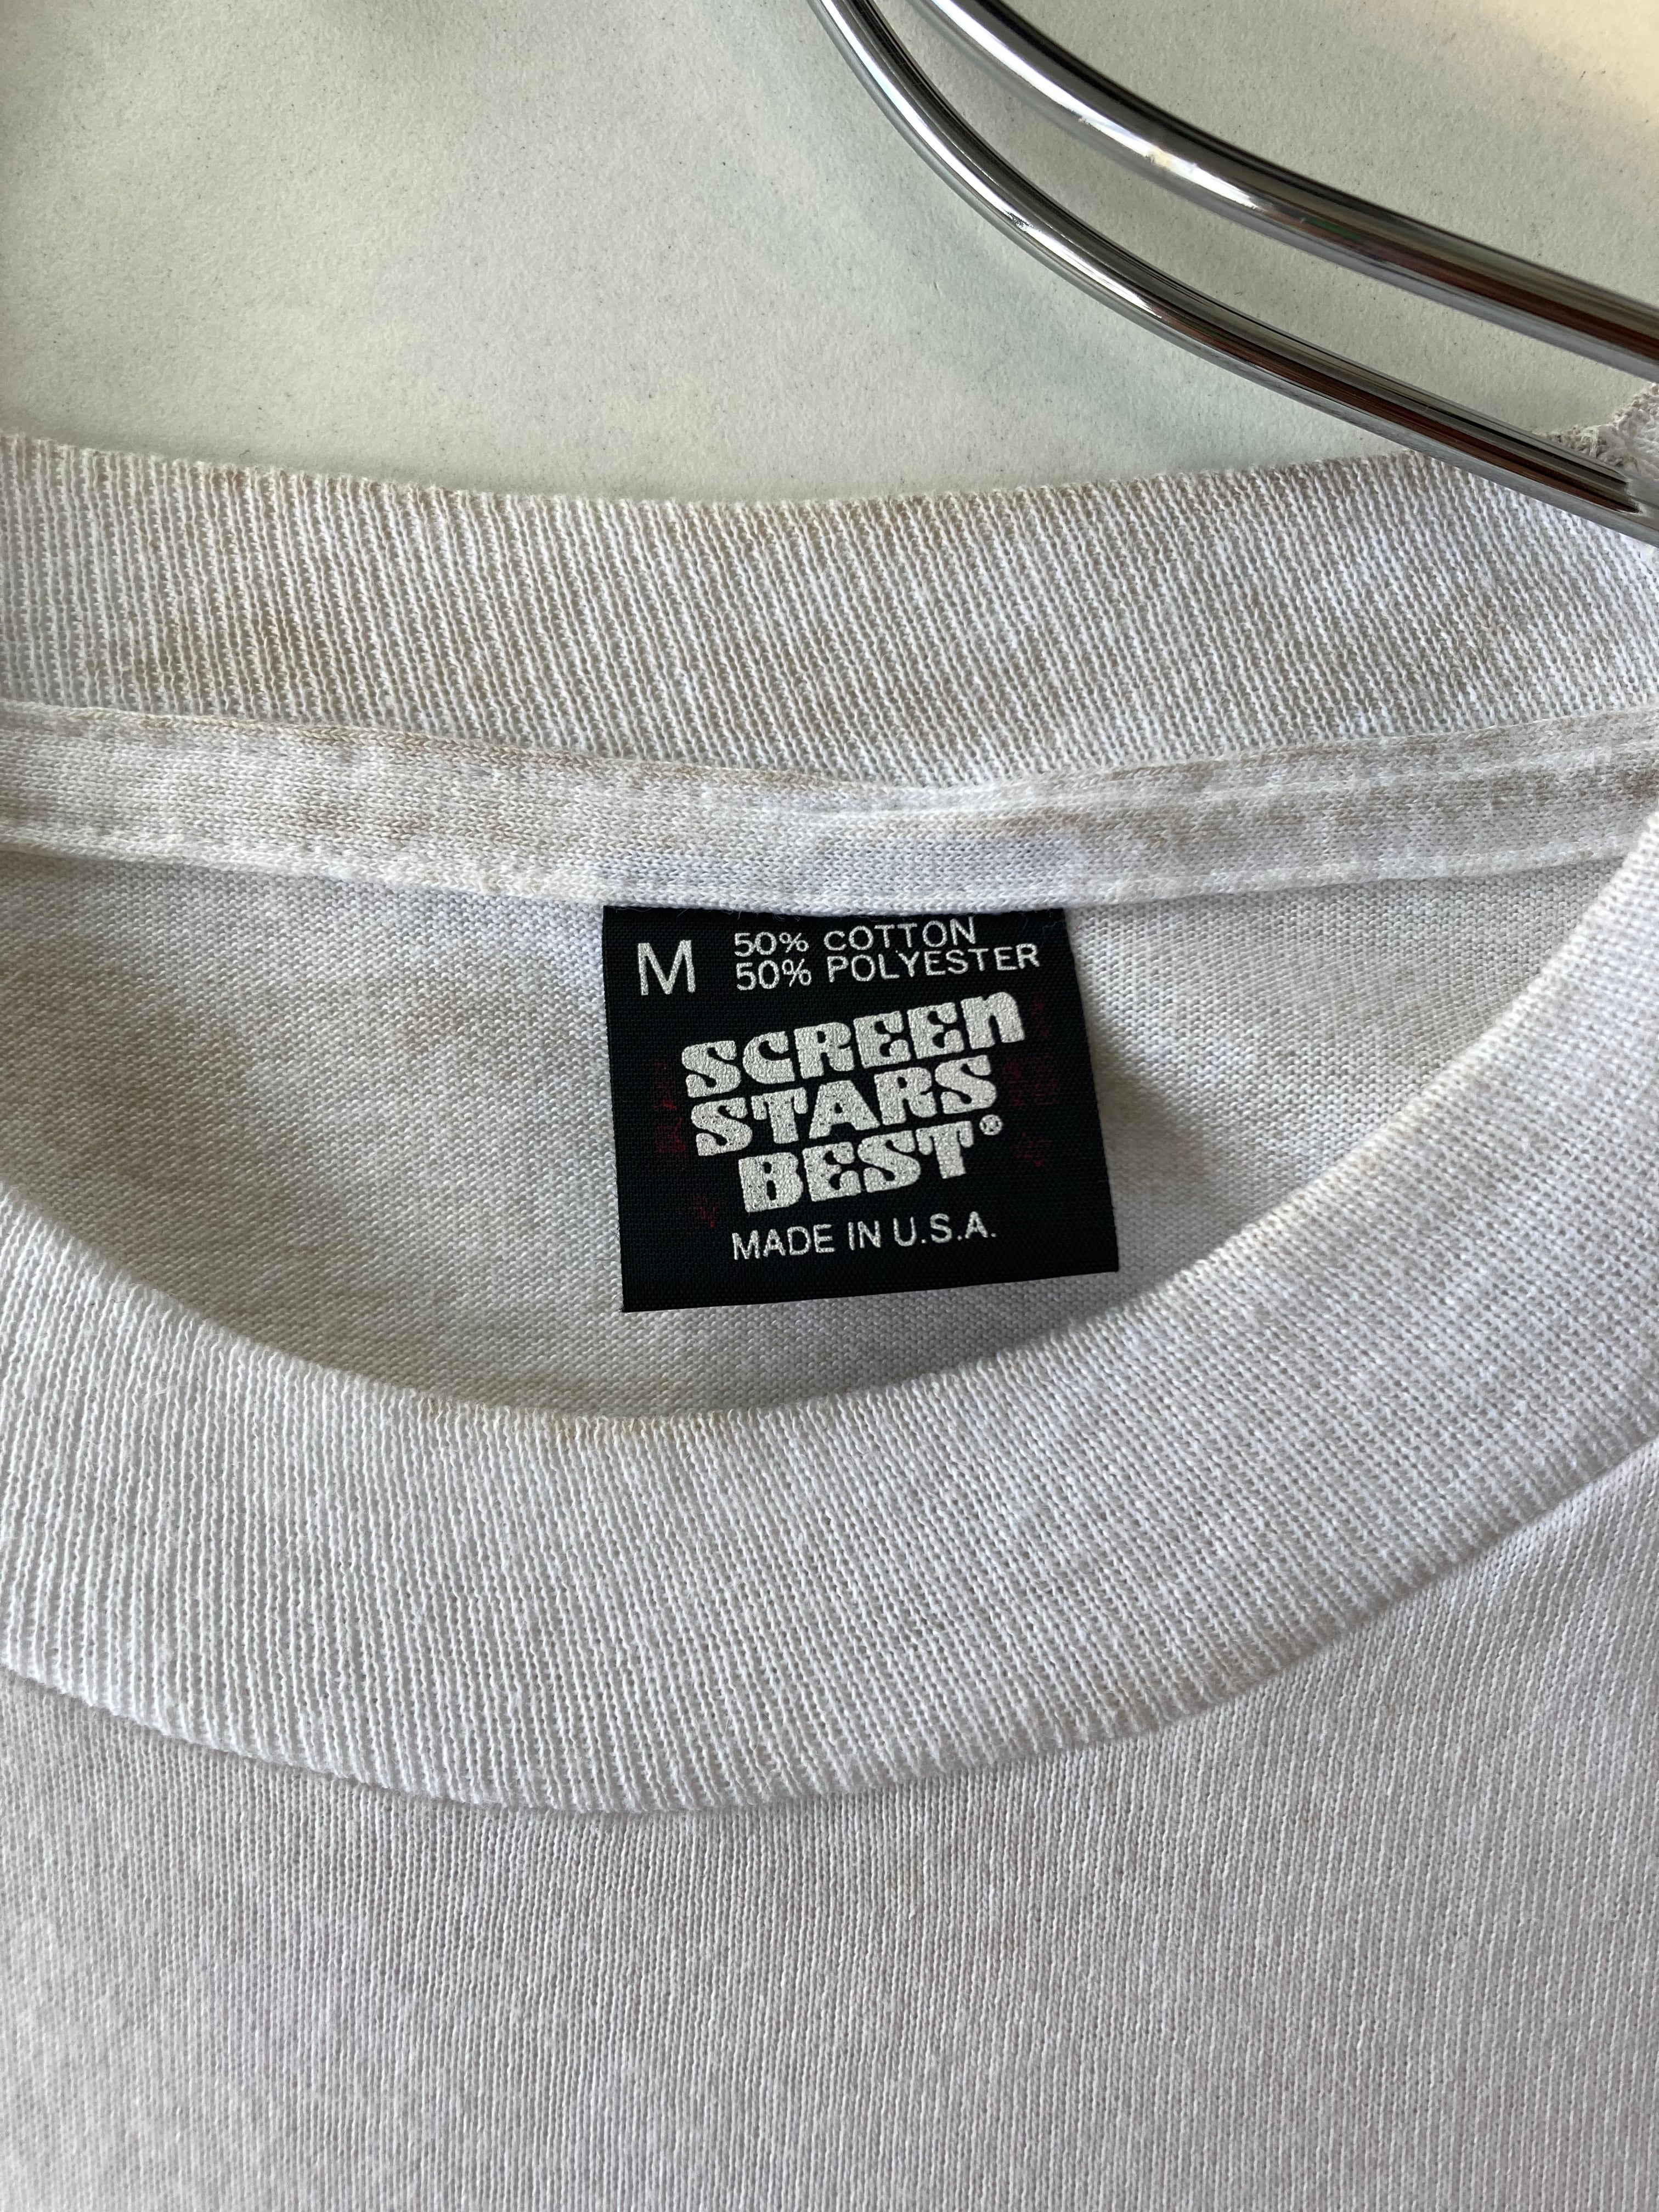 M 50% COTTON
50% POLYESTER
SCREEN
STARS
BEST®
MADE IN U.S.A.